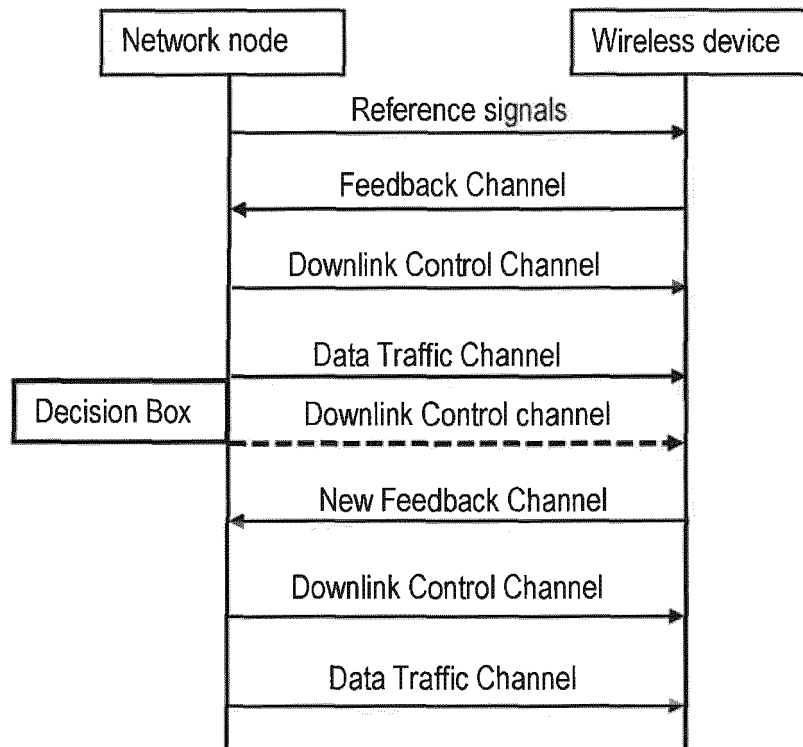 Network node
Wireless device
Reference signals
Feedback Channel
Downlink Control Channel
Data Traffic Channel
Decision Box
Downlink Control channel
New Feedback Channel
Downlink Control Channel
Data Traffic Channel